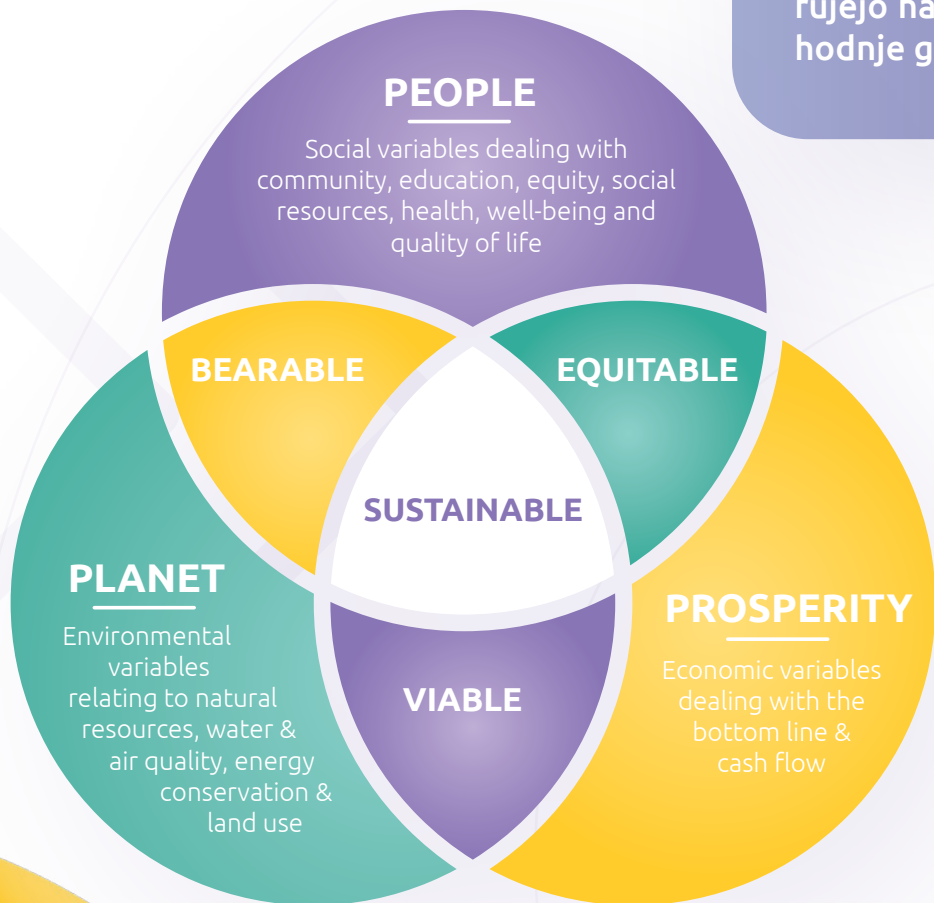 rujejo na
hodnje g
PEOPLE
Social variables dealing with
community, education, equity, social
resources, health, well-being and
quality of life
BEARABLE
EQUITABLE
SUSTAINABLE
PLANET
Environmental
variables
relating to natural
resources, water &
air quality, energy
conservation &
land use
PROSPERITY
Economic variables
dealing with the
bottom line &
cash flow
VIABLE